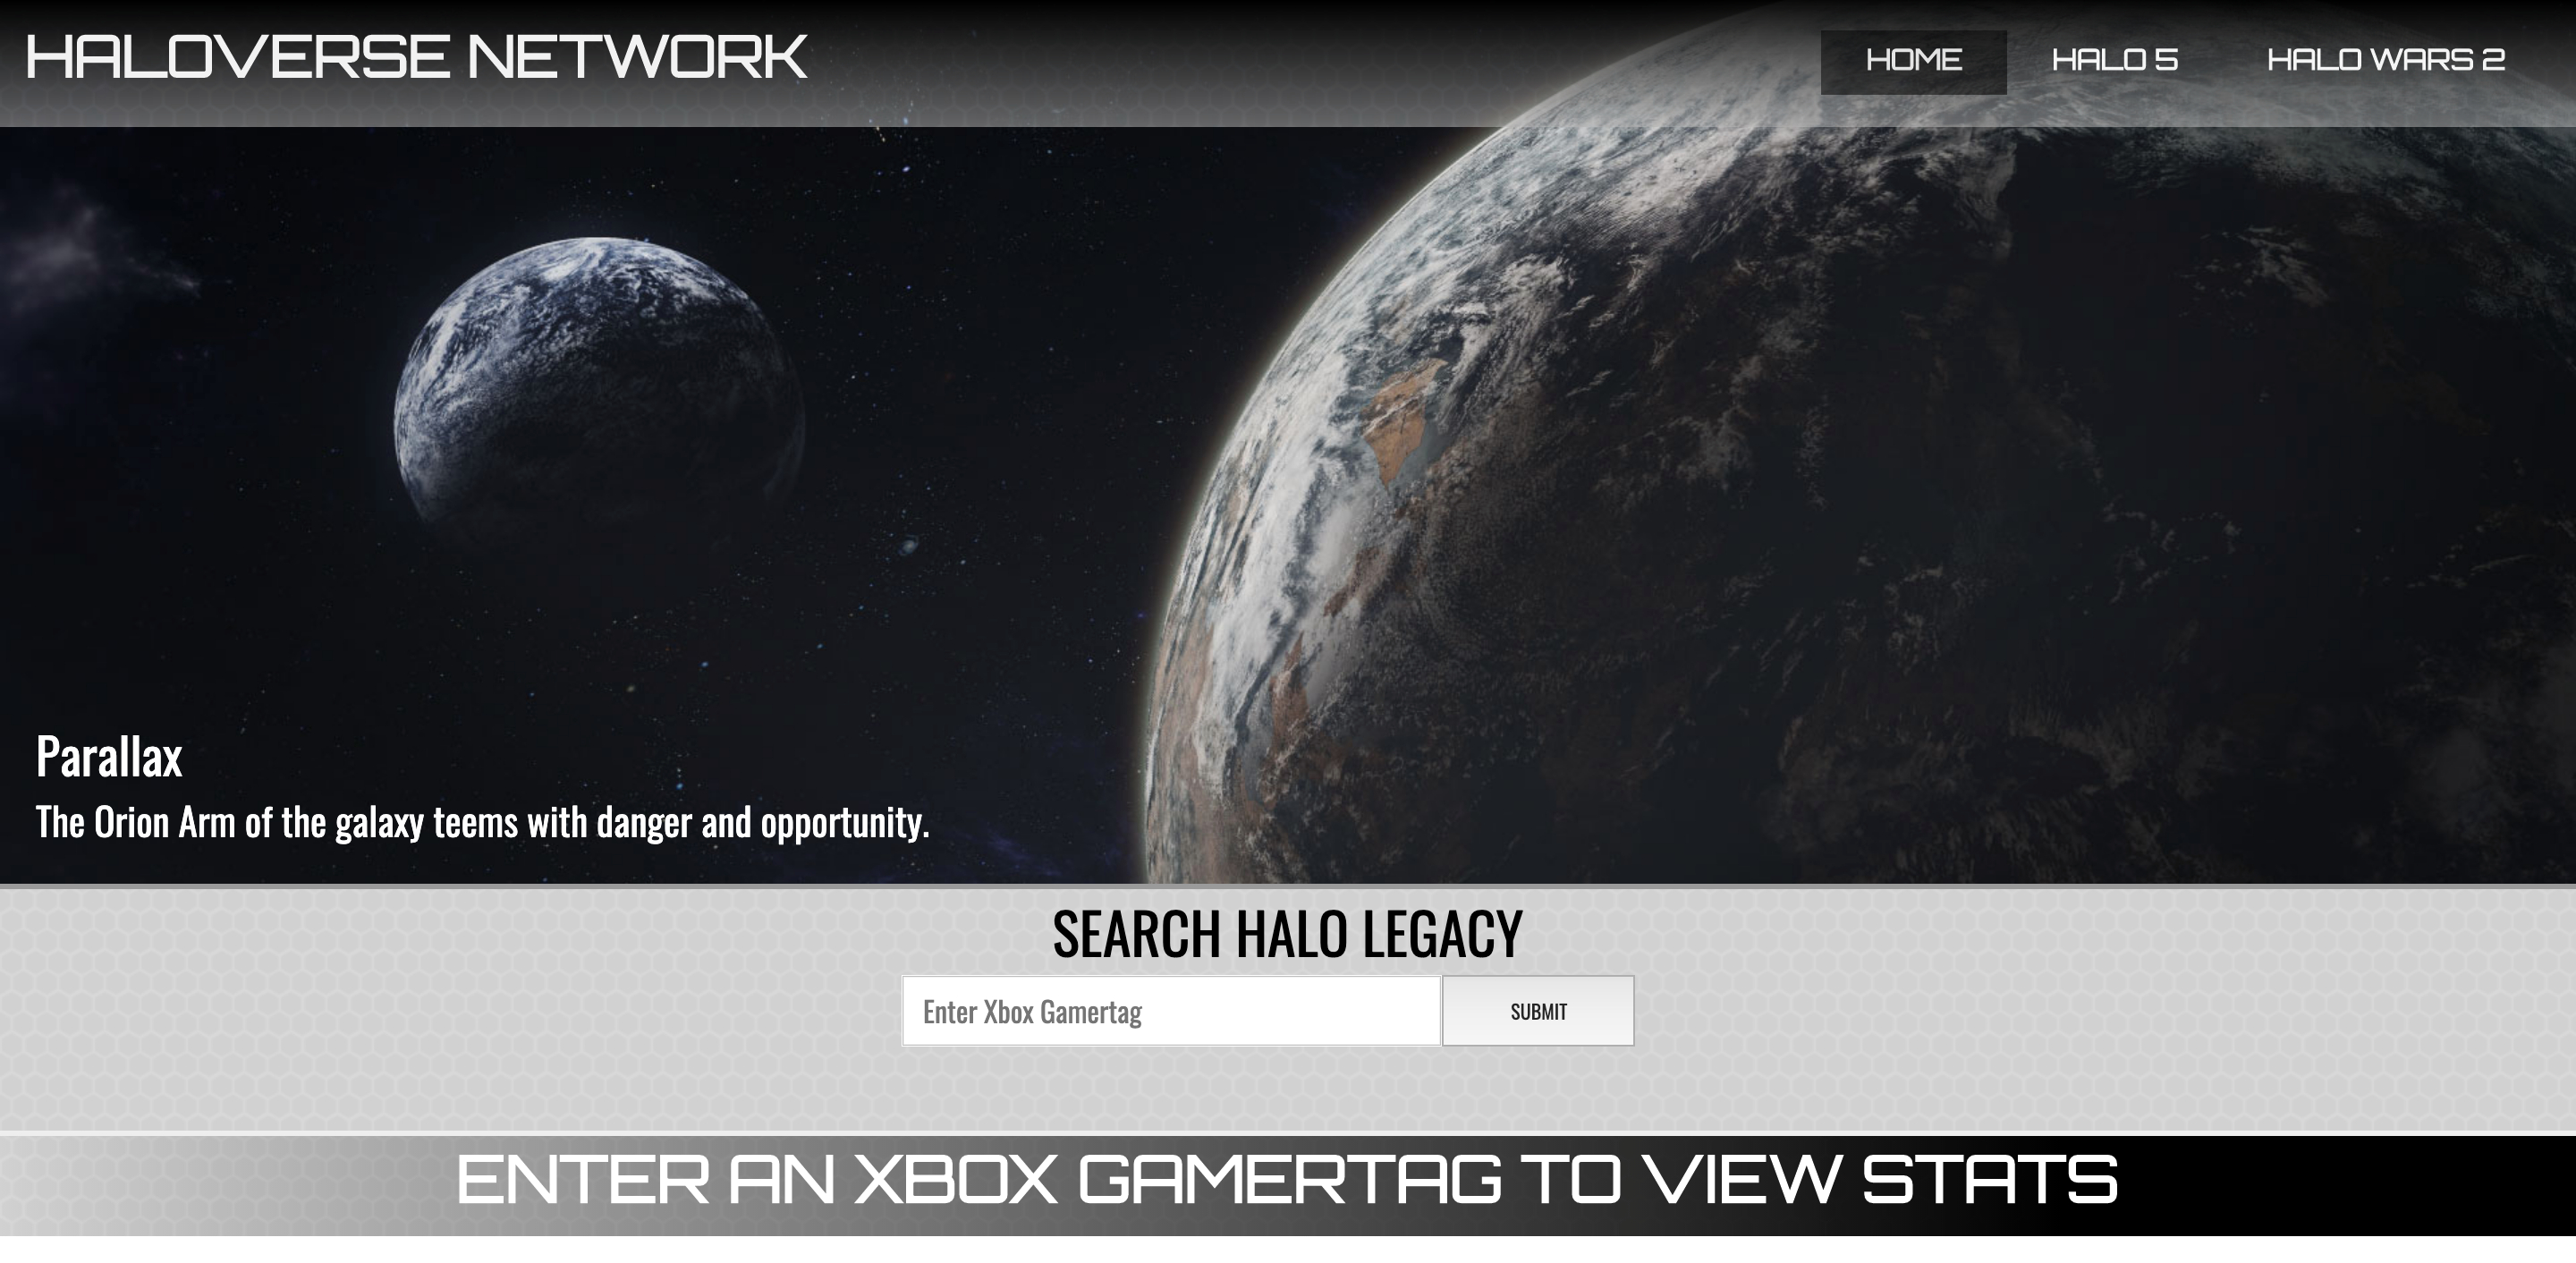 HALOVERSE NETWORK
HOME HALO 5 HALO WARS 2
Parallax
The Orion Arm of the galaxy teems with danger and opportunity.
SEARCH HALO LEGACY
Enter Xbox Gamertag SUBMIT
ENTER AN XBOX GAMERTAG TO VIEW STATS